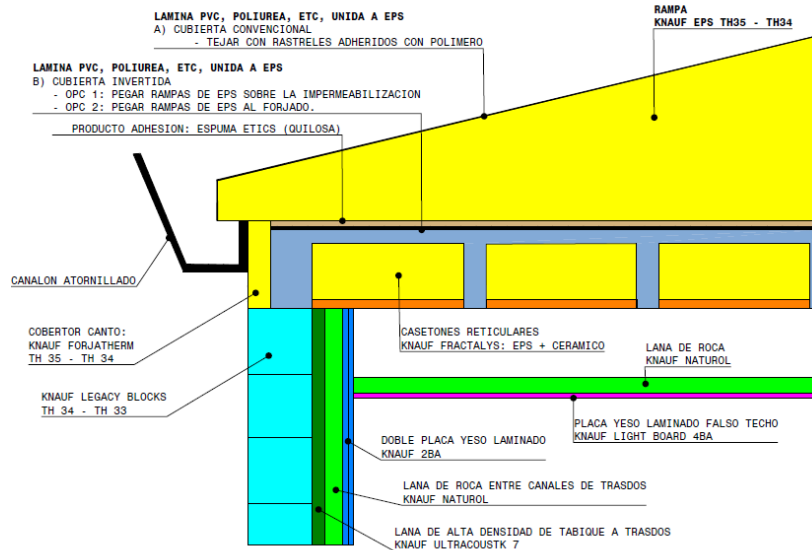 LAMINA PVC, POLIUREA, ETC, UNIDA A EPS
A) CUBIERTA CONVENCIONAL
- TEJAR CON RASTRELES ADHERIDOS CON POLIMERO
RAMPA
KNAUF EPS TH35 - TH34
LAMINA PVC, POLIUREA, ETC, UNIDA A EPS
B) CUBIERTA INVERTIDA
- OPC 1: PEGAR RAMPAS DE EPS SOBRE LA IMPERMEABILIZACION
- OPC 2: PEGAR RAMPAS DE EPS AL FORJADO.
PRODUCTO ADHESION: ESPUMA ETICS (QUILOSA)
CANALON ATORNILLADO
COBERTOR CANTO:
KNAUF FORJATHERM
TH 35 - TH 34
CASETONES RETICULARES
KNAUF FRACTALYS: EPS + CERAMICO
LANA DE ROCA
KNAUF NATUROL
KNAUF LEGACY BLOCKS
TH 34 - TH 33
PLACA YESO LAMINADO FALSO TECHO
KNAUF LIGHT BOARD 4BA
DOBLE PLACA YESO LAMINADO
KNAUF 2BA
LANA DE ROCA ENTRE CANALES DE TRASDOS
KNAUF NATUROL
LANA DE ALTA DENSIDAD DE TABIQUE A TRASDOS
KNAUF ULTRACOUSTK 7